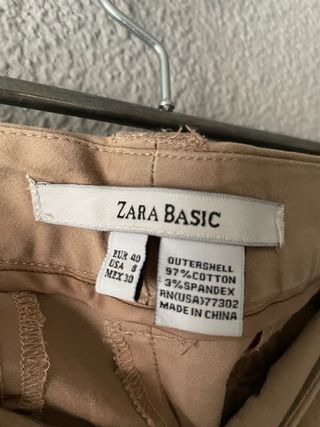 ZARA BASIC
EUR 40
USA 8
MEX 30
OUTERSHELL
97% COTTON
3% SPANDEX
RN(USA)77302
MADE IN CHINA